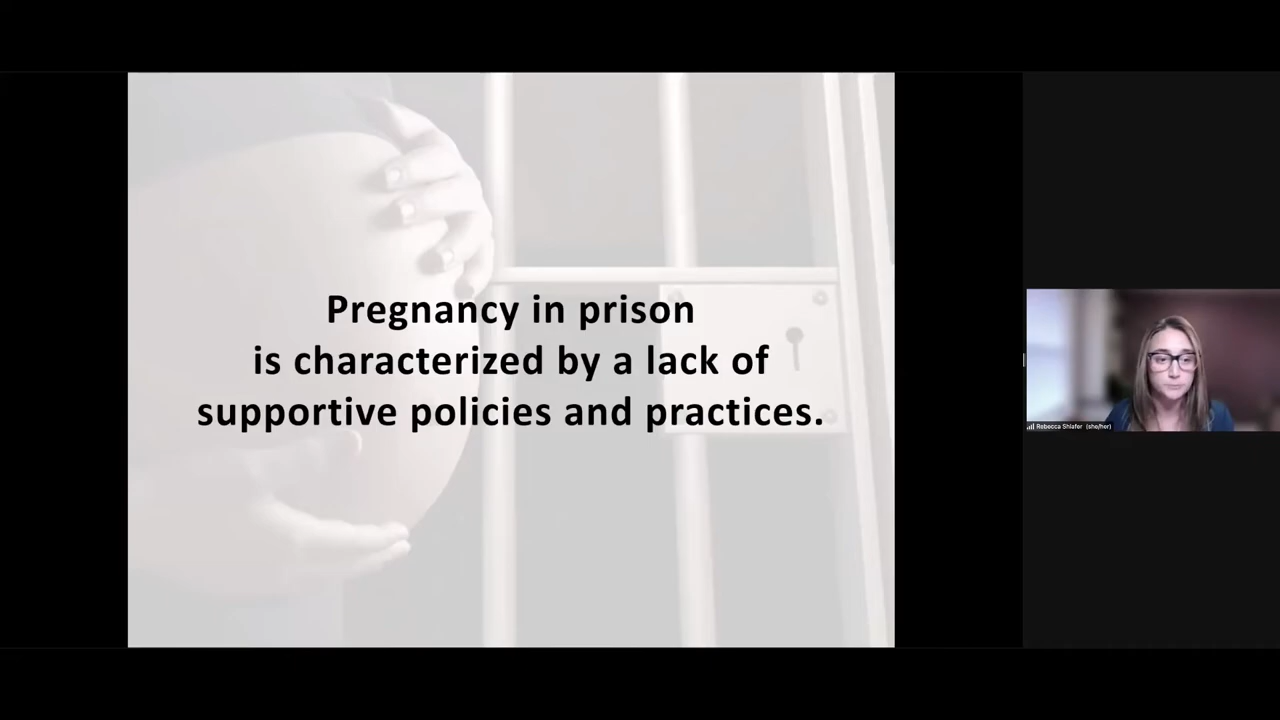 Pregnancy in prison
is characterized by a lack of
supportive policies and practices.
Rebecca Shlafer (she/her)